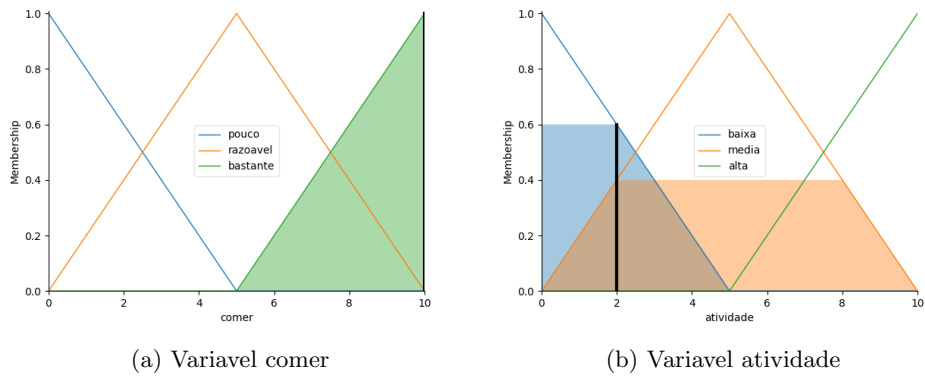 1.0
0.8
0.6
0.4
0.2
0.0
Membership
pouco
razoavel
bastante
0 2 4 6 8 10
comer
(a) Variavel comer
1.0
0.8
0.6
0.4
0.2
0.0
Membership
baixa
media
alta
0 2 4 6 8 10
atividade
(b) Variavel atividade